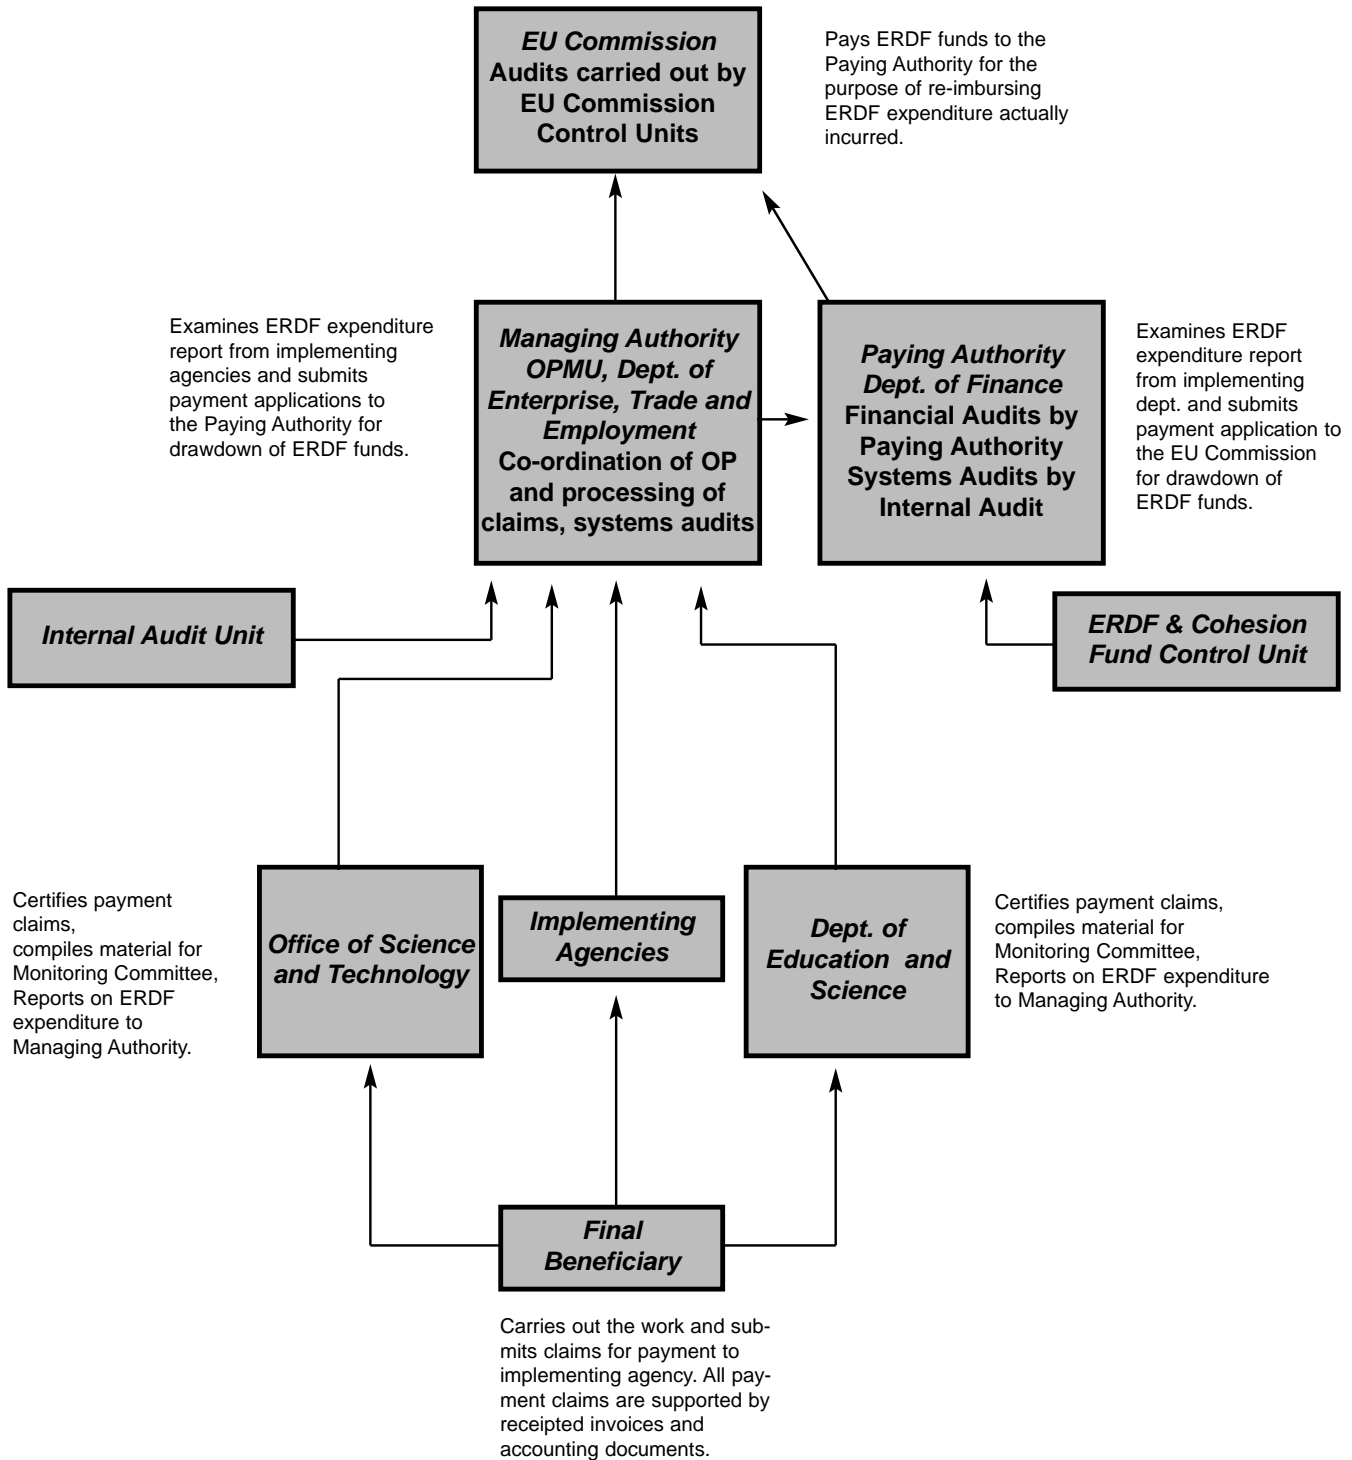 EU Commission
Audits carried out by
EU Commission
Control Units
Pays ERDF funds to the
Paying Authority for the
purpose of re-imbursing
ERDF expenditure actually
incurred.
Examines ERDF expenditure
report from implementing
agencies and submits
payment applications to
the Paying Authority for
drawdown of ERDF funds.
Managing Authority
OPMU, Dept. of
Enterprise, Trade and
Employment
Co-ordination of OP
and processing of
claims, systems audits
Paying Authority
Dept. of Finance
Financial Audits by
Paying Authority
Systems Audits by
Internal Audit
Examines ERDF
expenditure report
from implementing
dept. and submits
payment application to
the EU Commission
for drawdown of
ERDF funds.
Internal Audit Unit
ERDF & Cohesion
Fund Control Unit
Certifies payment
claims,
compiles material for
Monitoring Committee,
Reports on ERDF
expenditure to
Managing Authority.
Office of Science
and Technology
Implementing
Agencies
Dept. of
Education and
Science
Certifies payment claims,
compiles material for
Monitoring Committee,
Reports on ERDF expenditure
to Managing Authority.
Final
Beneficiary
Carries out the work and sub-
mits claims for payment to
implementing agency. All pay-
ment claims are supported by
receipted invoices and
accounting documents.